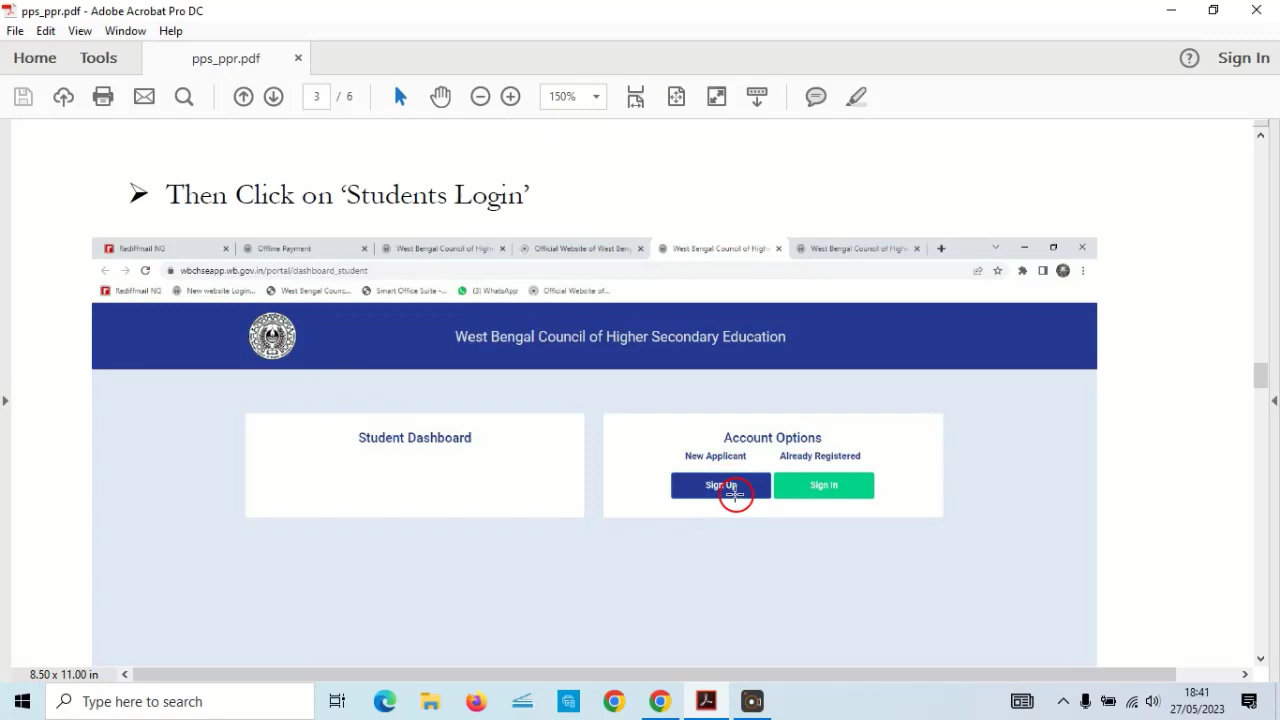 pps_ppr.pdf - Adobe Acrobat Pro DC
File Edit View Window Help
Home Tools pps_ppr.pdf × Sign In
3 / 6 150%
Then Click on ‘Students Login’
Rediffmail NG Offline Payment West Bengal Council of High Official Website of West Ben West Bengal Council of High West Bengal Council of High
wbchseapp.wb.gov.in/portal/dashboard_student
Rediffmail NG New website Login... West Bengal Counc... Smart Office Suite -... (3) WhatsApp Official Website of...
West Bengal Council of Higher Secondary Education
Student Dashboard
Account Options
New Applicant Already Registered
Sign Up Sign In
8.50 x 11.00 in
Type here to search
18:41
27/05/2023